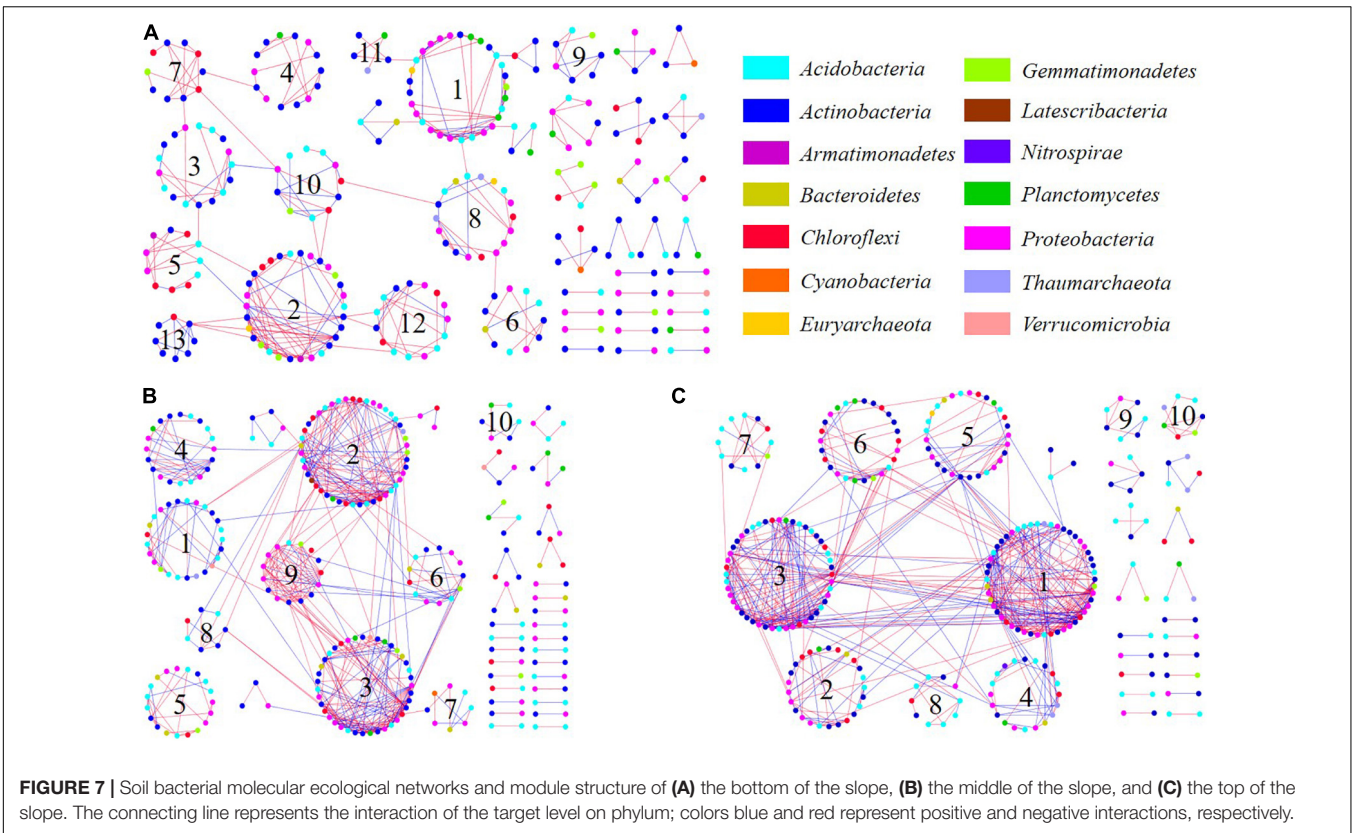 A
7
4
11
1
9
3
10
8
5
2
12
6
13
Acidobacteria
Actinobacteria
Armatimonadetes
Bacteroidetes
Chloroflexi
Cyanobacteria
Euryarchaeota
Gemmatimonadetes
Latescribacteria
Nitrospirae
Planctomycetes
Proteobacteria
Thaumarchaeota
Verrucomicrobia
B
4
2
10
1
9
6
8
5
3
7
C
7
6
5
9
10
3
1
2
8
4
FIGURE 7 | Soil bacterial molecular ecological networks and module structure of (A) the bottom of the slope, (B) the middle of the slope, and (C) the top of the
slope. The connecting line represents the interaction of the target level on phylum; colors blue and red represent positive and negative interactions, respectively.